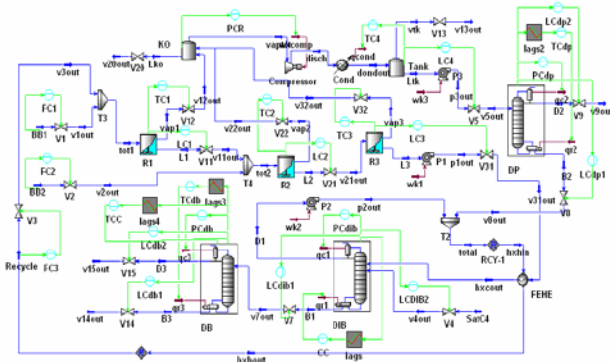 KO
PCR
vapkocomp
TC4
vtk
V13
v13out
LCdp2
v3out
v20out
V20
Lko
disch
qcond
Compressor
Cond
dondout
Tank
LC4
Ltk
P3
lags2
TCdp
PCdp
FC1
T3
TC1
V12
v12out
v32out
V32
wk3
p3out
V5
v5out
qc2
D2
V9
v9out
BB1
V1
v1out
vap1
TC2
V22
vap2
TC3
vap3
LC3
tot1
R1
LC1
L1
V11
v11out
v22out
LC2
qr2
B2
LCdp1
FC2
T4
tot2
R2
L2
V21
v21out
R3
L3
P1
p1out
V31
DP
BB2
V2
v2out
wk1
v31out
V8
V3
TCdb
lags3
P2
p2out
v8out
TCC
lags4
PCdb
wk2
PCdib
T2
Recycle
FC3
LCdb2
qc3
D1
qc1
total
RCY-1
hxhin
v15out
V15
D3
LCdb1
qr3
LCdib1
qr1
LCDIB2
hxcout
FEHE
v14out
V14
B3
DB
v7out
V7
B1
DIB
v4out
V4
SatC4
CC
lags
hxhout